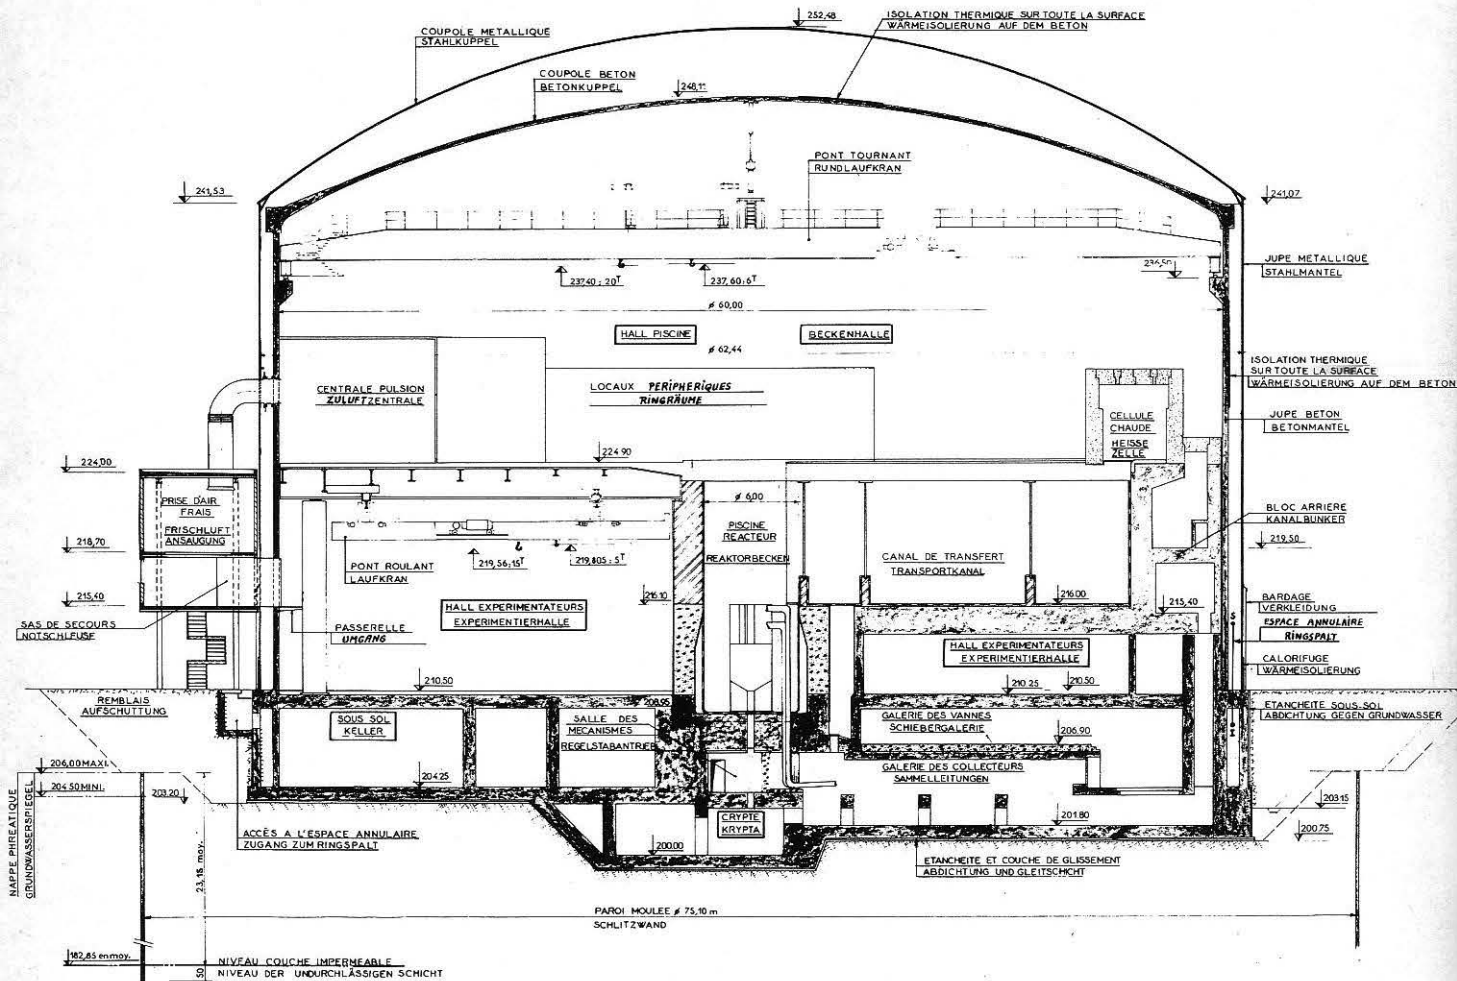 252,48
ISOLATION THERMIQUE SUR TOUTE LA SURFACE
WÄRMEISOLIERUNG AUF DEM BETON
COUPOLE METALLIQUE
STAHLKUPPEL
COUPOLE BETON
BETONKUPPEL
248,11
PONT TOURNANT
RUNDLAUFKRAN
241,53
241,07
JUPE METALLIQUE
STAHLMANTEL
236,50
237,40 : 20T
237,60 : 6T
ø 60,00
HALL PISCINE
BECKENHALLE
ø 62,44
ISOLATION THERMIQUE
SUR TOUTE LA SURFACE
WÄRMEISOLIERUNG AUF DEM BETON
CENTRALE PULSION
ZULUFTZENTRALE
LOCAUX PERIPHERIQUES
RINGRÄUME
CELLULE
CHAUDE
HEISSE
ZELLE
JUPE BETON
BETONMANTEL
224,00
224 90
PRISE D'AIR
FRAIS
FRISCHLUFT
ANSAUGUNG
ø 6,00
PISCINE
REACTEUR
REAKTORBECKEN
BLOC ARRIERE
KANALBUNKER
218,70
219,50
PONT ROULANT
LAUFKRAN
219,56 : 15T
219,805 : 5T
CANAL DE TRANSFERT
TRANSPORTKANAL
215,40
216 10
216 00
215,40
HALL EXPERIMENTATEURS
EXPERIMENTIERHALLE
BARDAGE
VERKLEIDUNG
ESPACE ANNULAIRE
RINGSPALT
SAS DE SECOURS
NOTSCHLEUSE
PASSERELLE
UMGANG
HALL EXPERIMENTATEURS
EXPERIMENTIERHALLE
CALORIFUGE
WÄRMEISOLIERUNG
210.50
210 25
210.50
REMBLAIS
AUFSCHÜTTUNG
208.95
SOUS SOL
KELLER
SALLE DES
MECANISMES
REGELSTABANTRIEB
GALERIE DES VANNES
SCHIEBERGALERIE
206.90
ETANCHEITE SOUS-SOL
ABDICHTUNG GEGEN GRUNDWASSER
GALERIE DES COLLECTEURS
SAMMELLEITUNGEN
206,00 MAXI.
204 50 MINI.
203.20
204.25
NAPPE PHREATIQUE
GRUNDWASSERSPIEGEL
203.15
201.80
200.75
CRYPTE
KRYPTA
200.00
ACCÈS A L'ESPACE ANNULAIRE
ZUGANG ZUM RINGSPALT
ETANCHEITE ET COUCHE DE GLISSEMENT
ABDICHTUNG UND GLEITSCHICHT
23,15 moy.
PAROI MOULEE ø 75,10 m
SCHLITZWAND
182,85 en moy.
50
NIVEAU COUCHE IMPERMEABLE
NIVEAU DER UNDURCHLÄSSIGEN SCHICHT